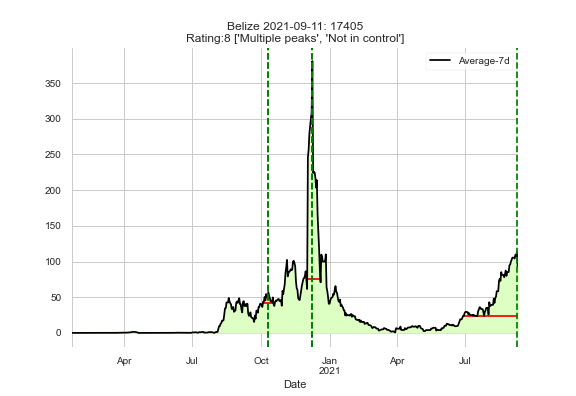 Belize 2021-09-11: 17405
Rating:8 ['Multiple peaks', 'Not in control']
Average-7d
350
300
250
200
150
100
50
0
Apr
Jul
Oct
Jan
2021
Apr
Jul
Date